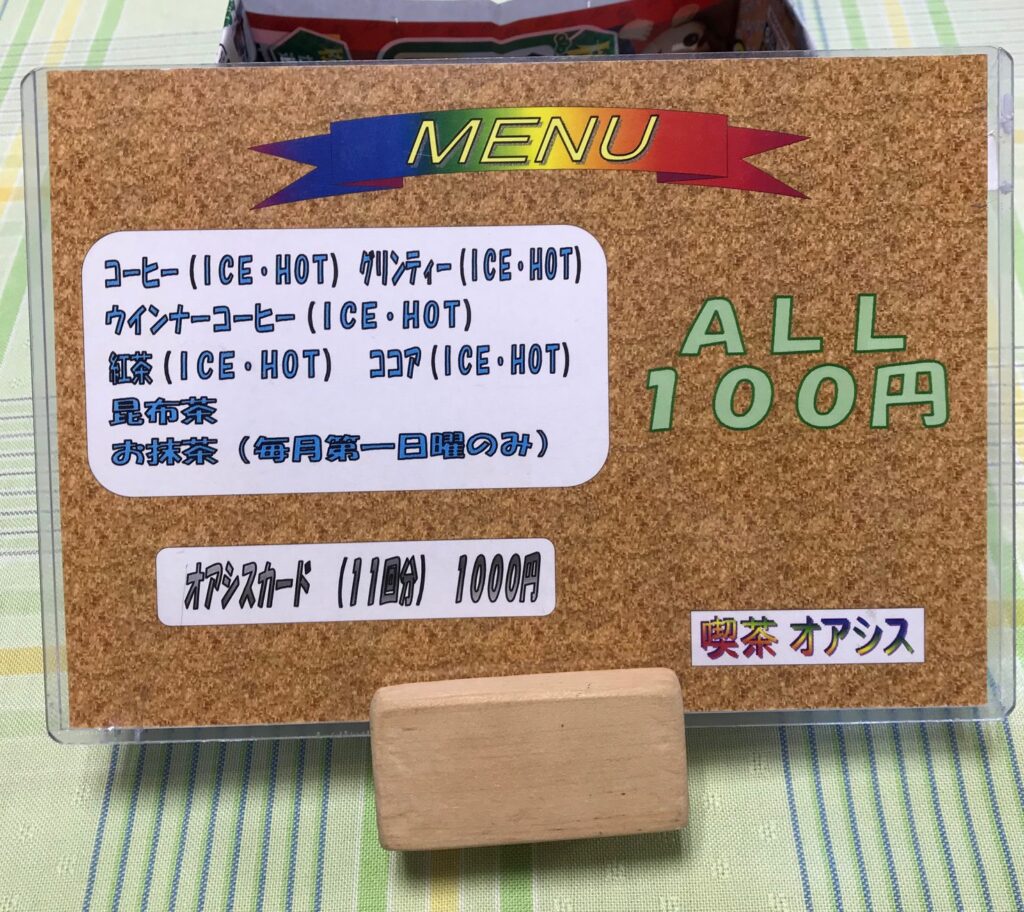 MENU
コーヒー(ICE・HOT) グリンティー(ICE・HOT)
ウインナーコーヒー(ICE・HOT)
紅茶(ICE・HOT) ココア(ICE・HOT)
昆布茶
お抹茶(毎月第一日曜のみ)
ALL
100円
オアシスカード (11回分) 1000円
喫茶 オアシス